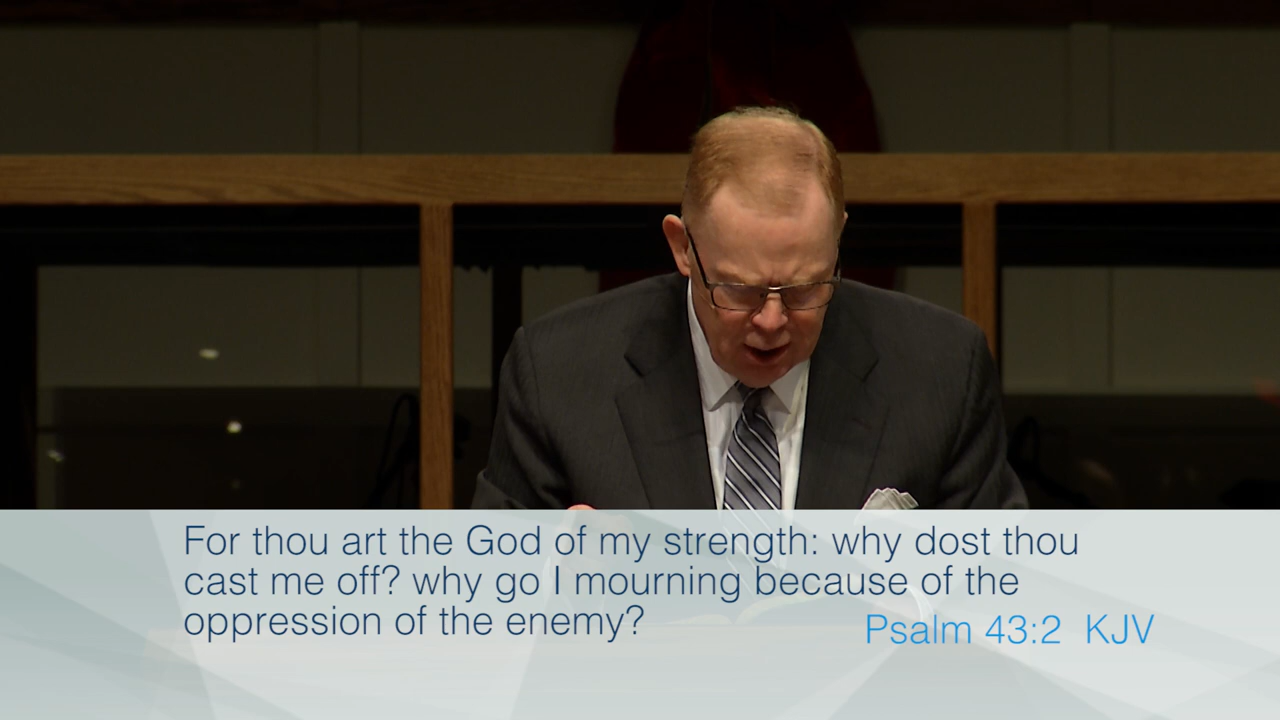 For thou art the God of my strength: why dost thou
cast me off? why go I mourning because of the
oppression of the enemy?
Psalm 43:2 KJV